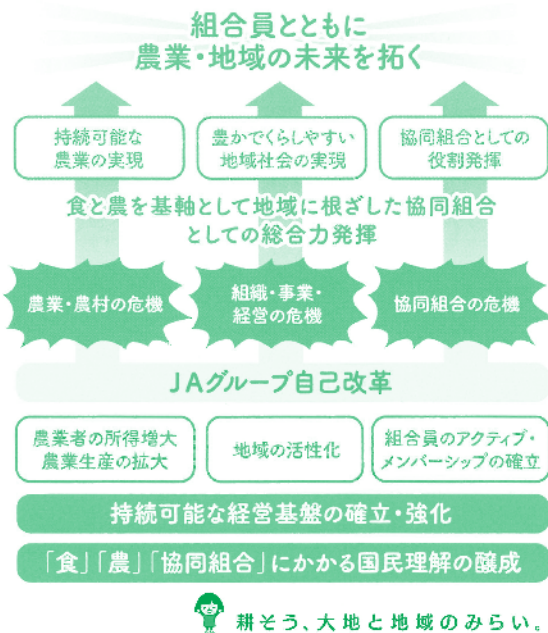 組合員とともに
農業・地域の未来を拓く
持続可能な
農業の実現
豊かでくらしやすい
地域社会の実現
協同組合としての
役割発揮
食と農を基軸として地域に根ざした協同組合
としての総合力発揮
農業・農村の危機
組織・事業・
経営の危機
協同組合の危機
JAグループ自己改革
農業者の所得増大
農業生産の拡大
地域の活性化
組合員のアクティブ・
メンバーシップの確立
持続可能な経営基盤の確立・強化
「食」「農」「協同組合」にかかる国民理解の醸成
耕そう、大地と地域のみらい。